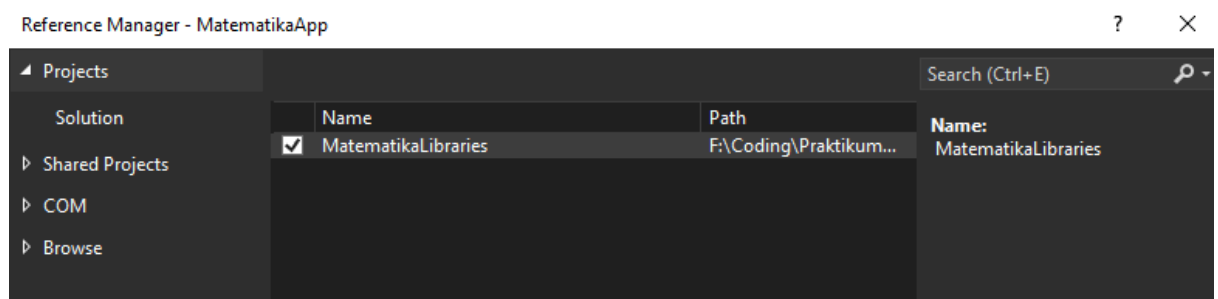 Reference Manager - MatematikaApp ? ×
Projects
Search (Ctrl+E)
Solution
Name Path
MatematikaLibraries F:\Coding\Praktikum...
Name:
MatematikaLibraries
Shared Projects
COM
Browse